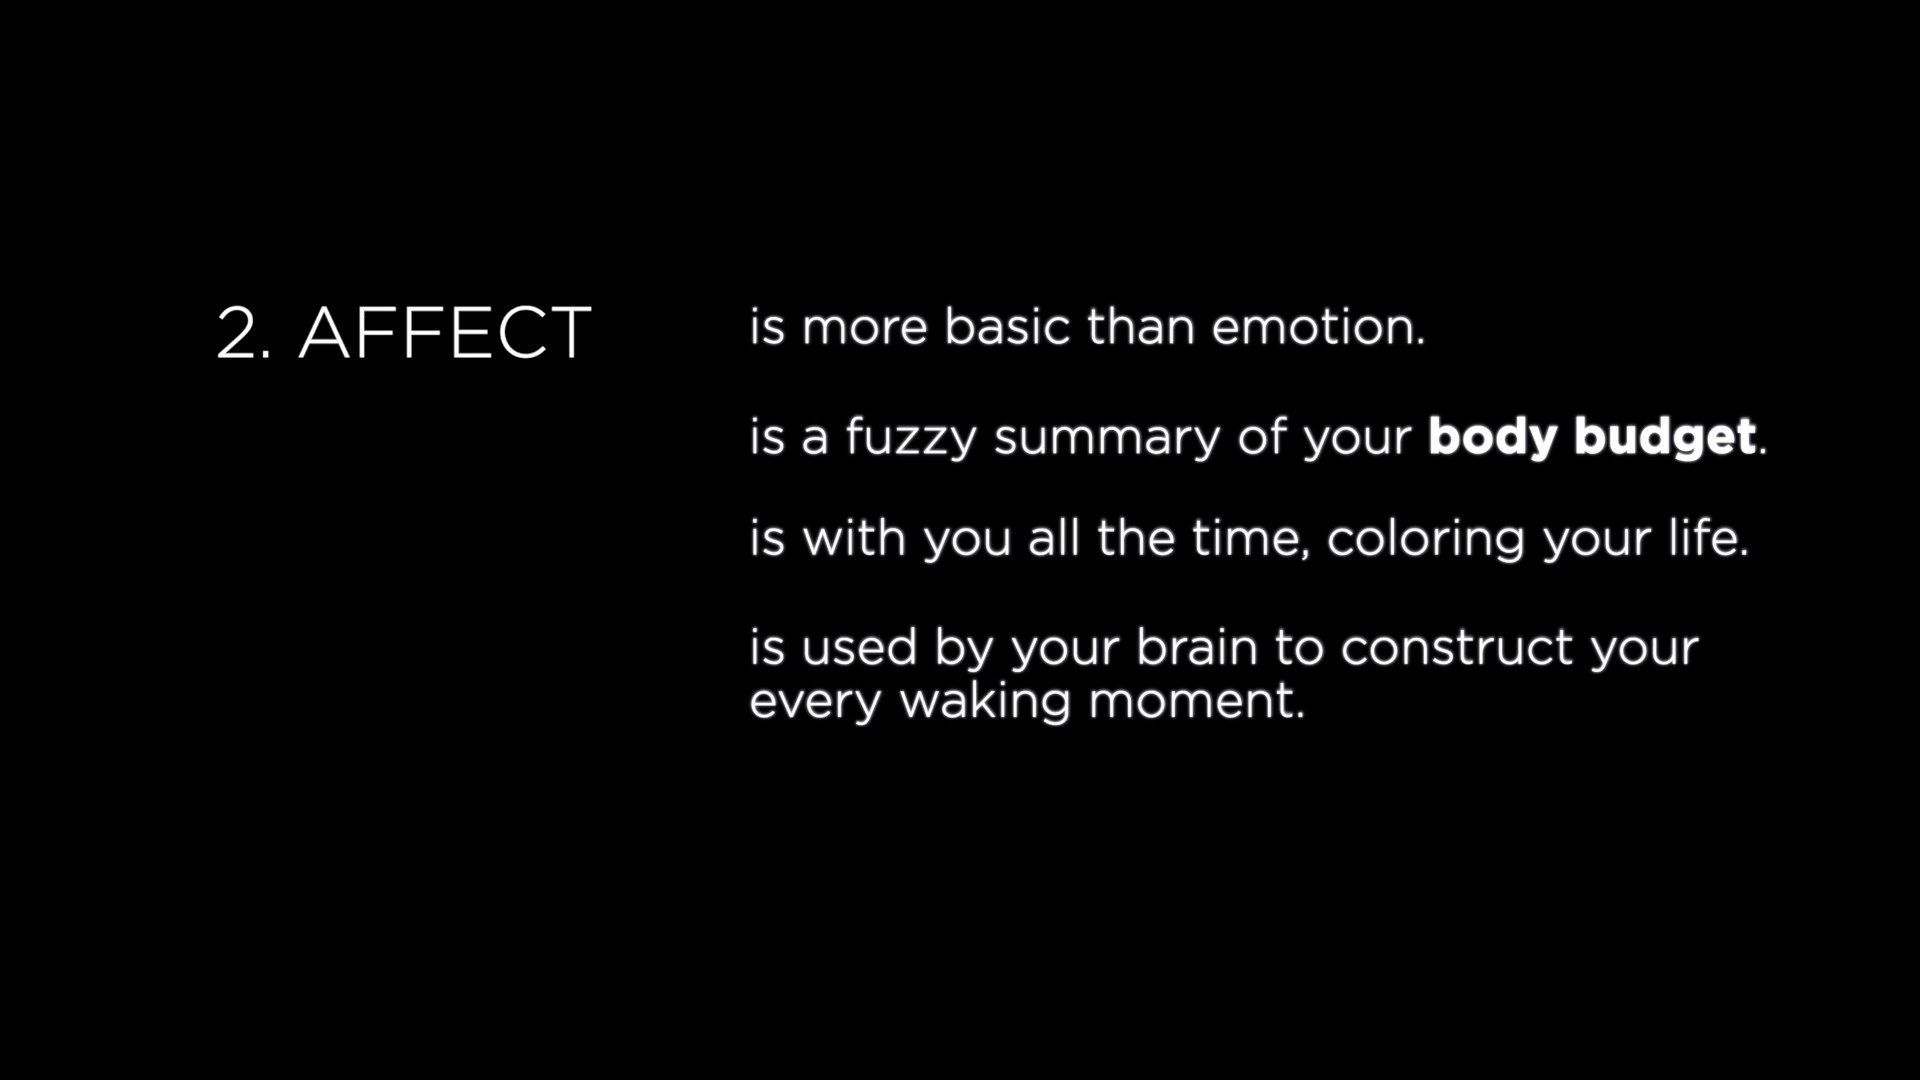 2. AFFECT
is more basic than emotion.
is a fuzzy summary of your body budget.
is with you all the time, coloring your life.
is used by your brain to construct your
every waking moment.